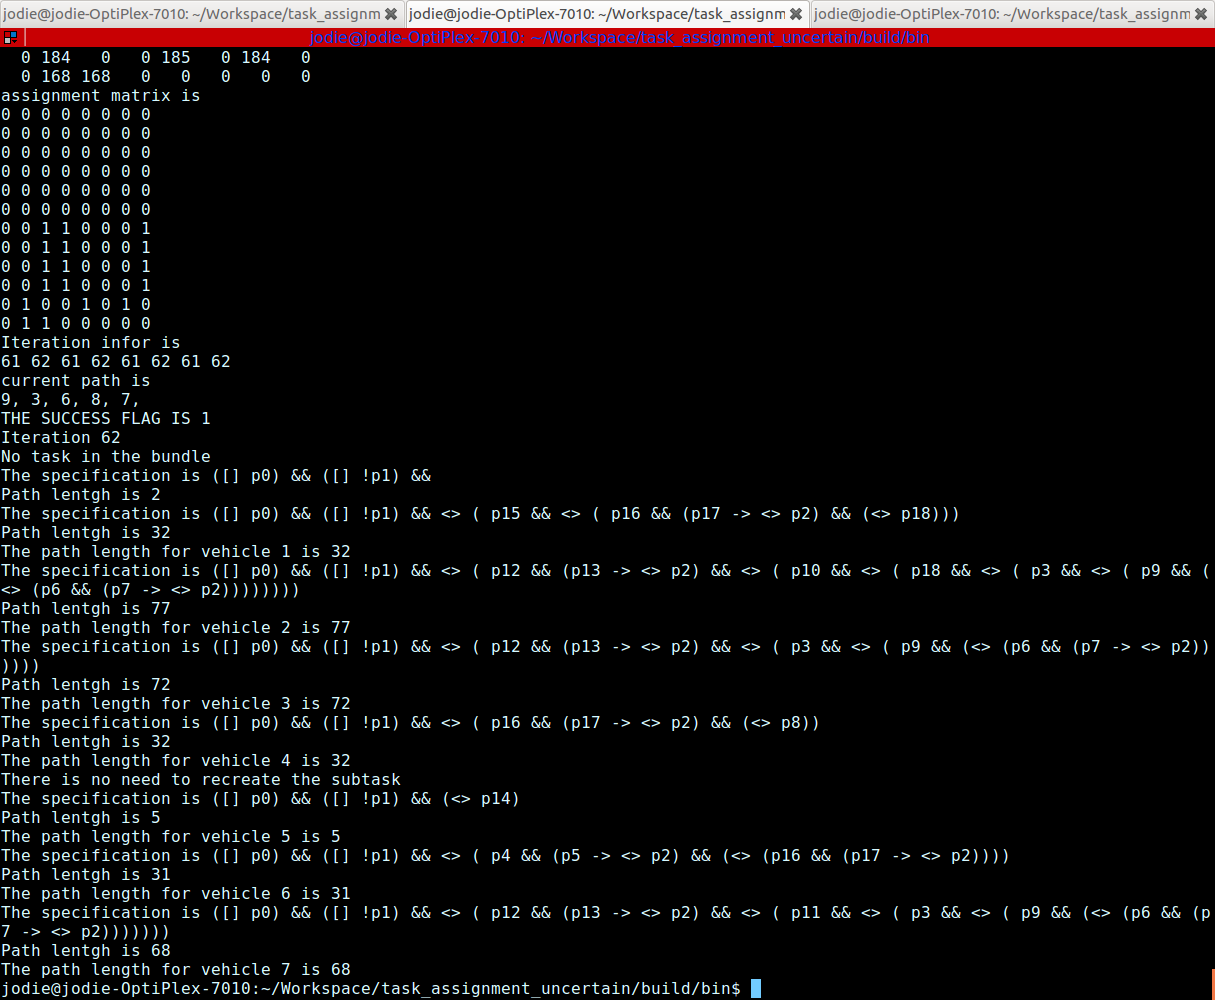 jodie@jodie-OptiPlex-7010: ~/Workspace/task_assignm
jodie@jodie-OptiPlex-7010: ~/Workspace/task_assignm
jodie@jodie-OptiPlex-7010: ~/Workspace/task_assignm
jodie@jodie-OptiPlex-7010: ~/Workspace/task_assignment_uncertain/build/bin
  0 184   0   0 185   0 184   0
  0 168 168   0   0   0   0   0
assignment matrix is
0 0 0 0 0 0 0 0
0 0 0 0 0 0 0 0
0 0 0 0 0 0 0 0
0 0 0 0 0 0 0 0
0 0 0 0 0 0 0 0
0 0 0 0 0 0 0 0
0 0 1 1 0 0 0 1
0 0 1 1 0 0 0 1
0 0 1 1 0 0 0 1
0 0 1 1 0 0 0 1
0 1 0 0 1 0 1 0
0 1 1 0 0 0 0 0
Iteration infor is
61 62 61 62 61 62 61 62
current path is
9, 3, 6, 8, 7,
THE SUCCESS FLAG IS 1
Iteration 62
No task in the bundle
The specification is ([] p0) && ([] !p1) &&
Path lentgh is 2
The specification is ([] p0) && ([] !p1) && <> ( p15 && <> ( p16 && (p17 -> <> p2) && (<> p18)))
Path lentgh is 32
The path length for vehicle 1 is 32
The specification is ([] p0) && ([] !p1) && <> ( p12 && (p13 -> <> p2) && <> ( p10 && <> ( p18 && <> ( p3 && <> ( p9 && (
<> (p6 && (p7 -> <> p2))))))))
Path lentgh is 77
The path length for vehicle 2 is 77
The specification is ([] p0) && ([] !p1) && <> ( p12 && (p13 -> <> p2) && <> ( p3 && <> ( p9 && (<> (p6 && (p7 -> <> p2))
))))
Path lentgh is 72
The path length for vehicle 3 is 72
The specification is ([] p0) && ([] !p1) && <> ( p16 && (p17 -> <> p2) && (<> p8))
Path lentgh is 32
The path length for vehicle 4 is 32
There is no need to recreate the subtask
The specification is ([] p0) && ([] !p1) && (<> p14)
Path lentgh is 5
The path length for vehicle 5 is 5
The specification is ([] p0) && ([] !p1) && <> ( p4 && (p5 -> <> p2) && (<> (p16 && (p17 -> <> p2))))
Path lentgh is 31
The path length for vehicle 6 is 31
The specification is ([] p0) && ([] !p1) && <> ( p12 && (p13 -> <> p2) && <> ( p11 && <> ( p3 && <> ( p9 && (<> (p6 && (p
7 -> <> p2)))))))
Path lentgh is 68
The path length for vehicle 7 is 68
jodie@jodie-OptiPlex-7010:~/Workspace/task_assignment_uncertain/build/bin$